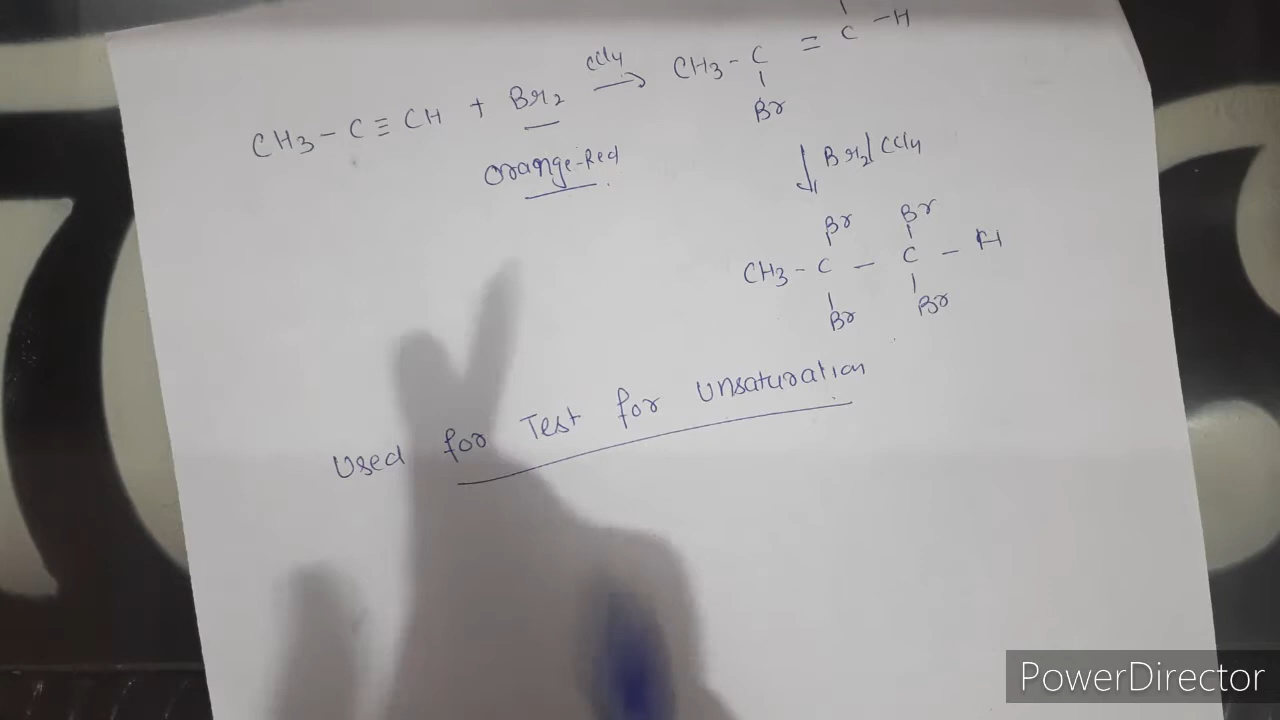 CH3 - C ≡ CH + Br2 CCl4 → CH3 - C = C - H
Br
Orange-Red
↓ Br2/CCl4
Br Br
CH3 - C - C - H
Br Br
Used for Test for Unsaturation
PowerDirector